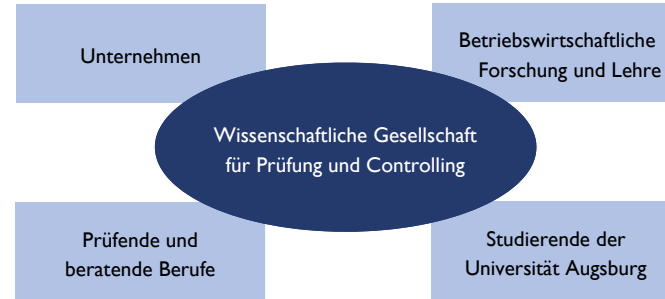 Unternehmen
Betriebswirtschaftliche
Forschung und Lehre
Wissenschaftliche Gesellschaft
für Prüfung und Controlling
Prüfende und
beratende Berufe
Studierende der
Universität Augsburg